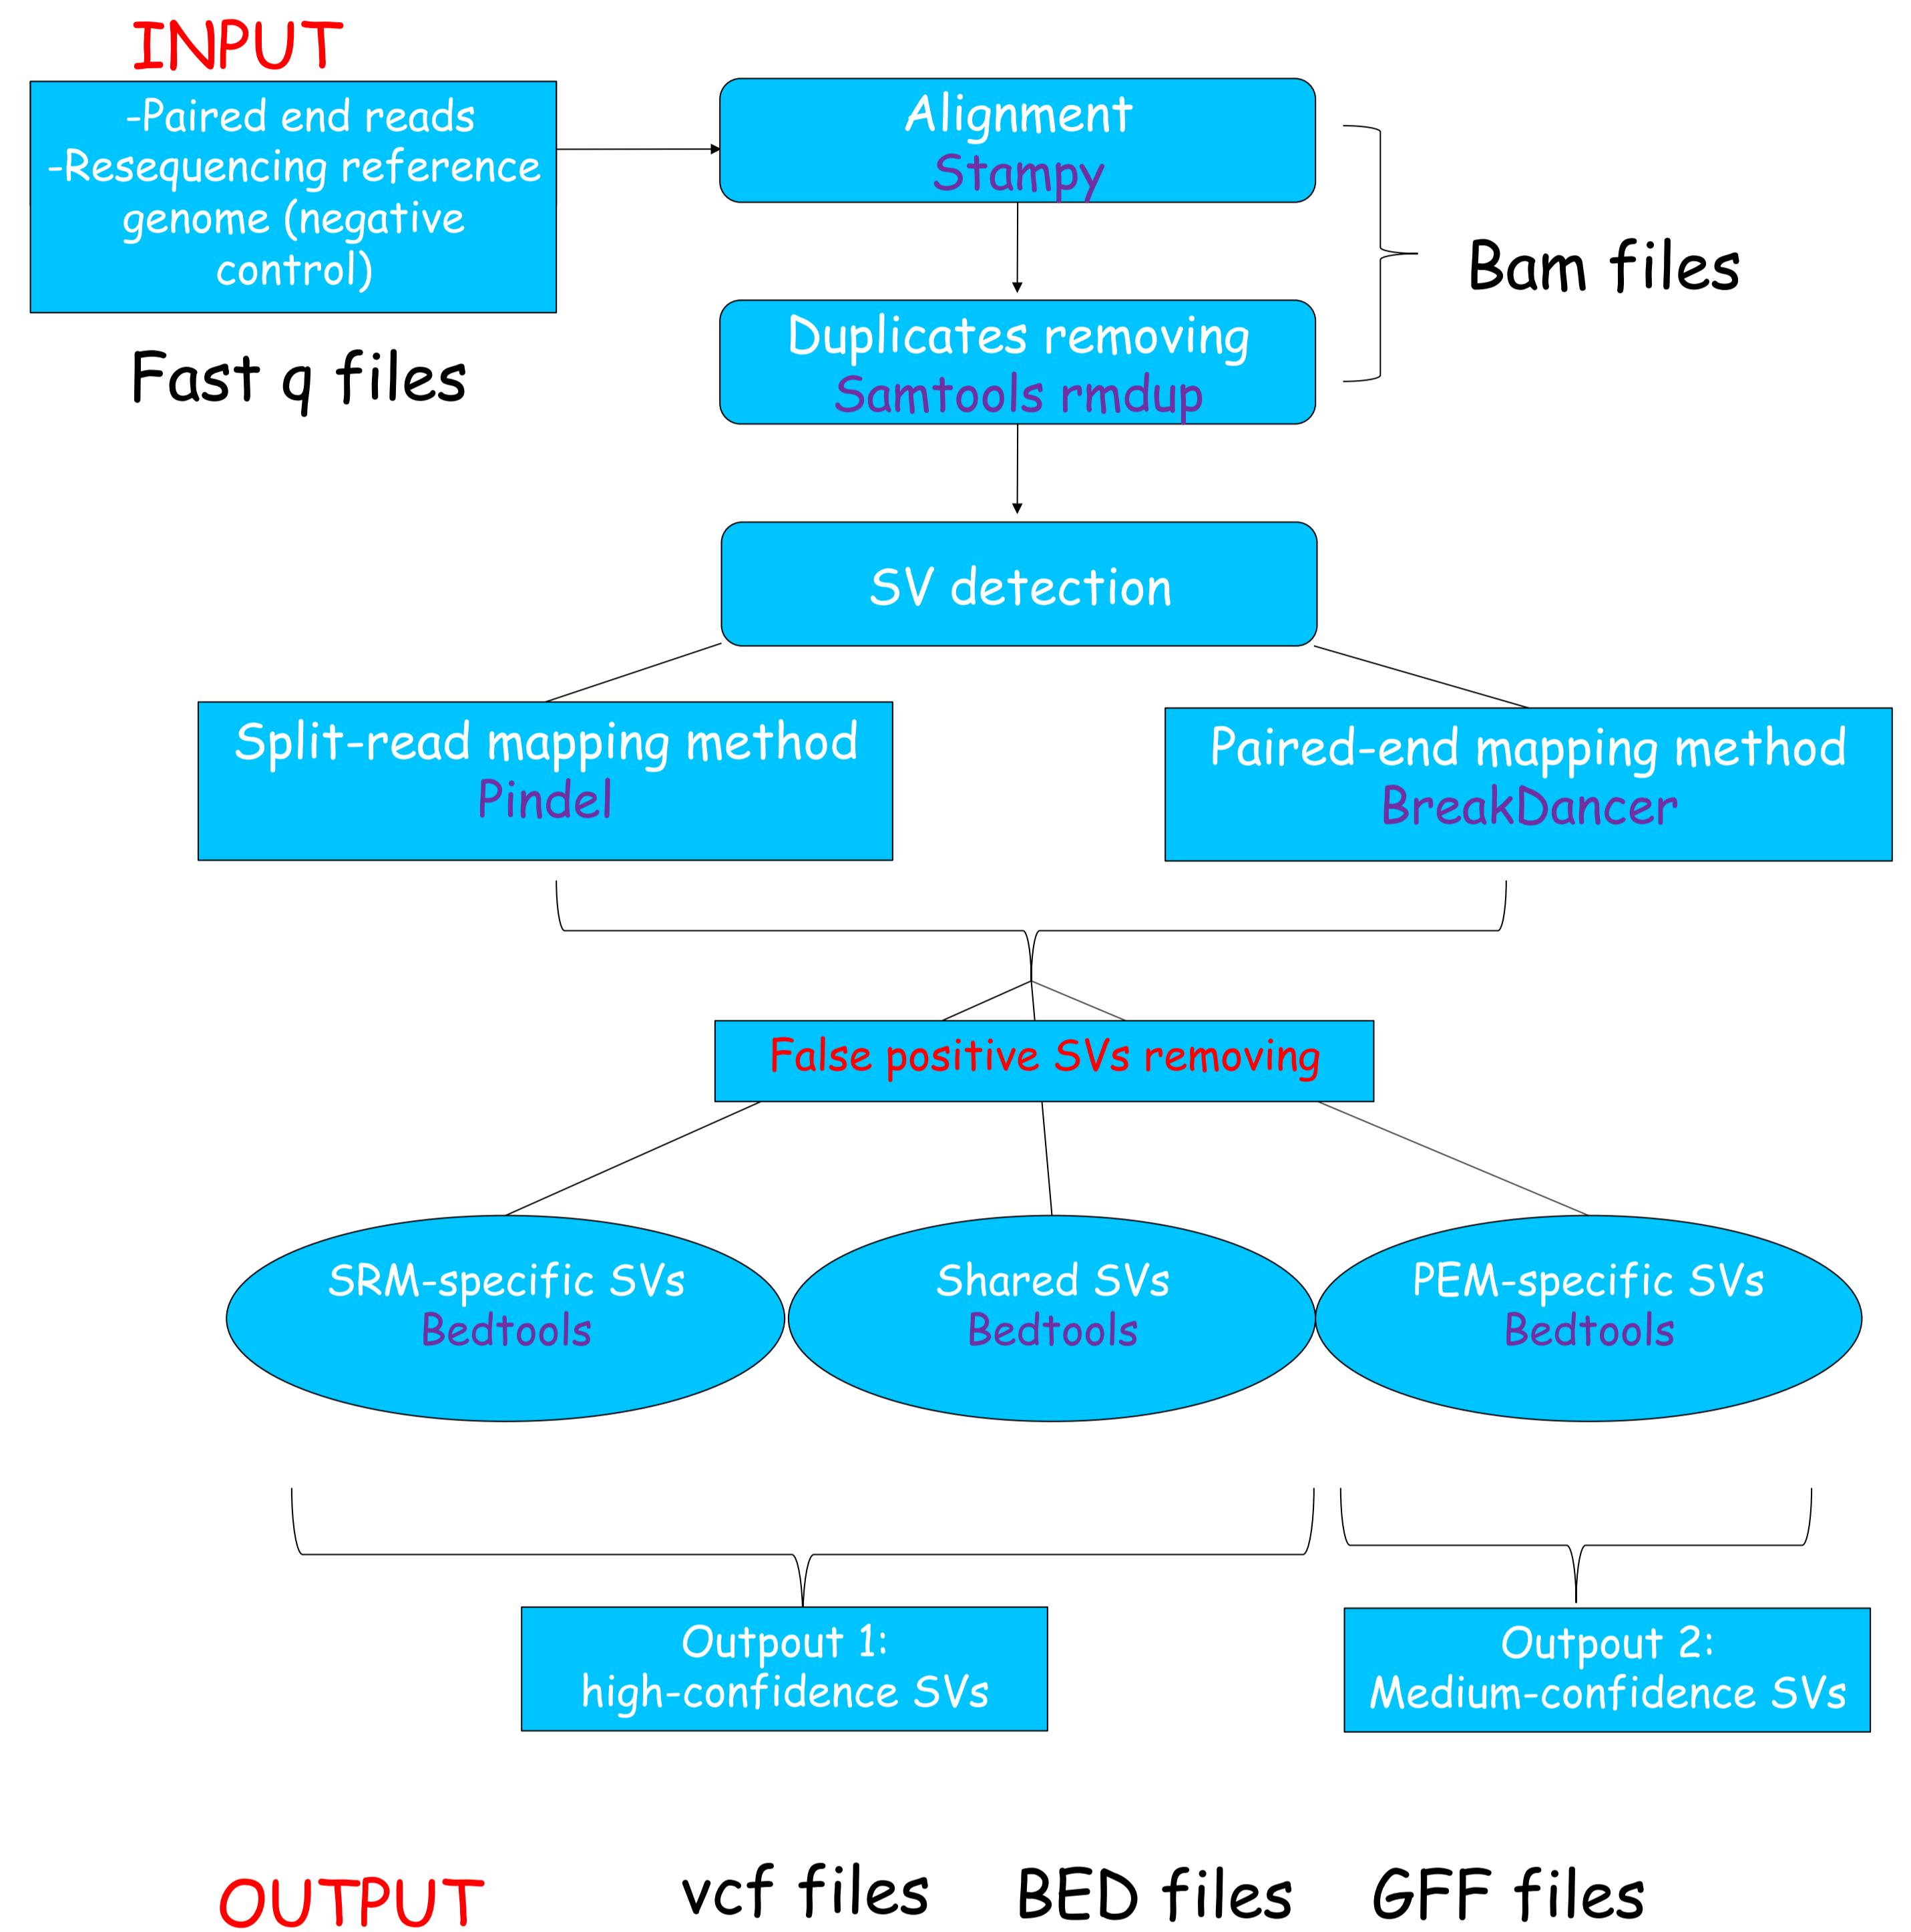 INPUT
-Paired end reads
-Resequencing reference
genome (negative
control)
Fast q files
Alignment
Stampy
Bam files
Duplicates removing
Samtools rmdup
SV detection
Split-read mapping method
Pindel
Paired-end mapping method
BreakDancer
False positive SVs removing
SRM-specific SVs
Bedtools
Shared SVs
Bedtools
PEM-specific SVs
Bedtools
Outpout 1:
high-confidence SVs
Outpout 2:
Medium-confidence SVs
OUTPUT
vcf files
BED files
GFF files